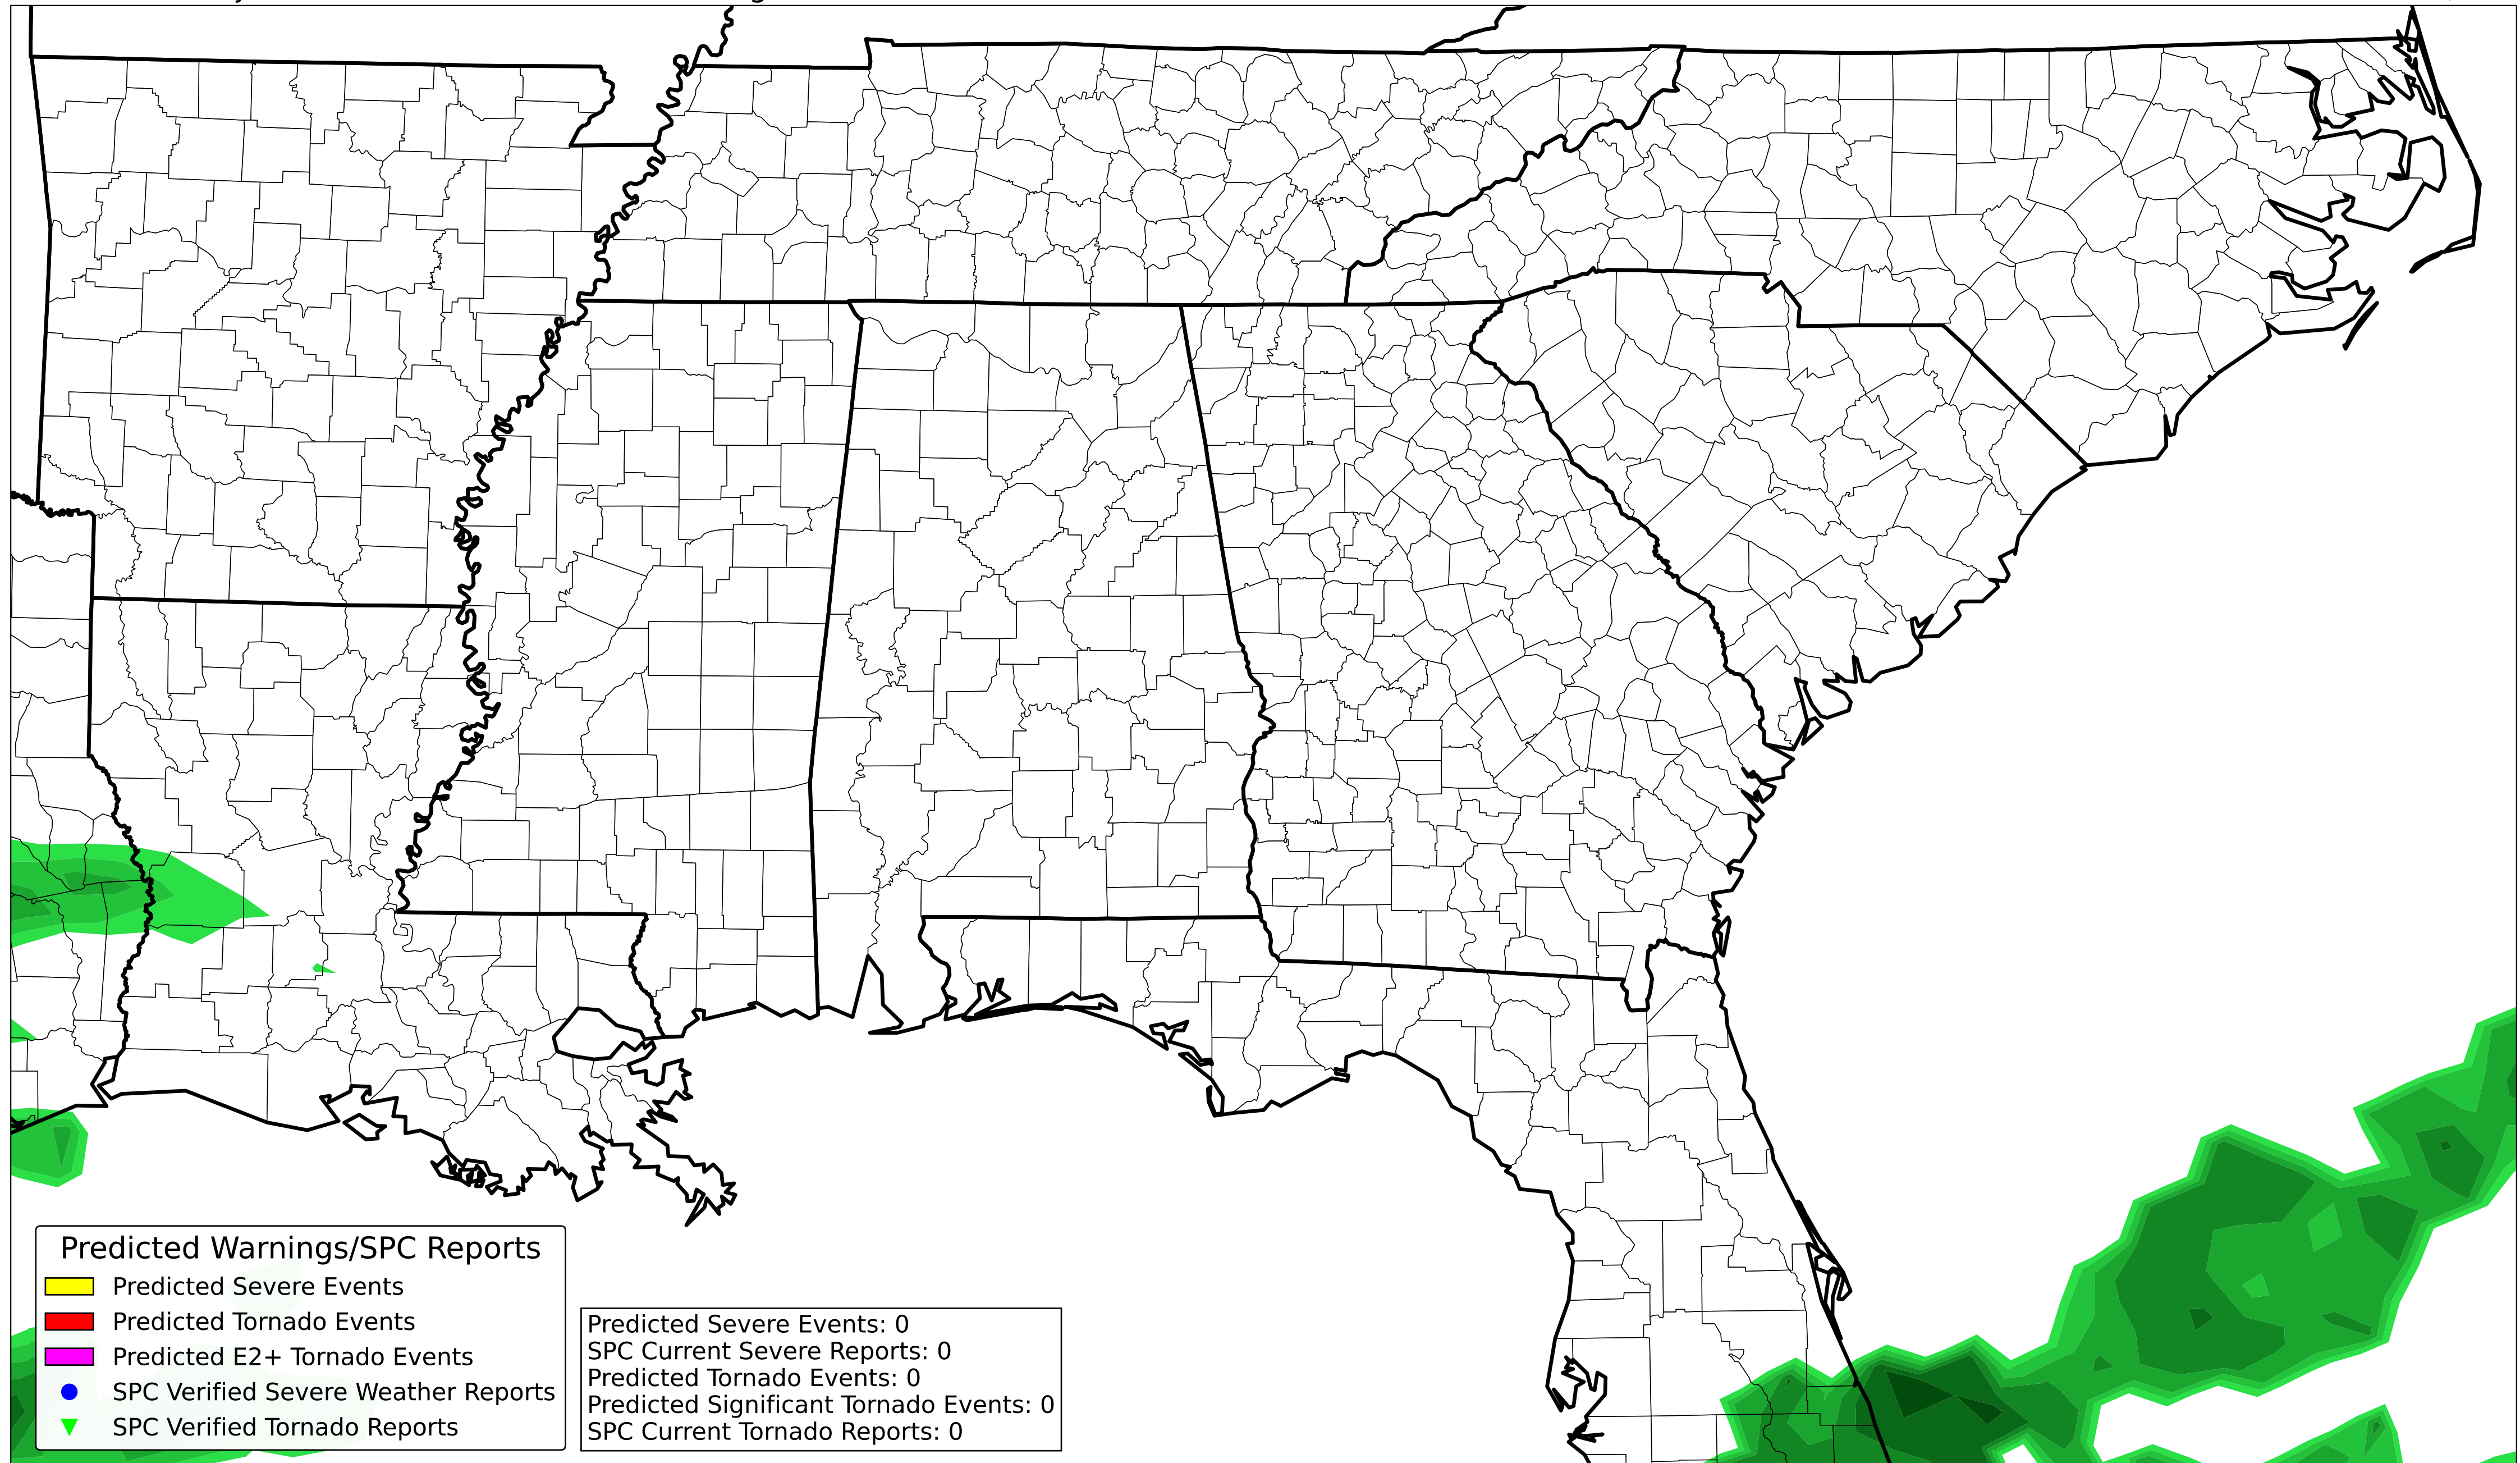 Predicted Warnings/SPC Reports
Predicted Severe Events
Predicted Tornado Events
Predicted E2+ Tornado Events
SPC Verified Severe Weather Reports
SPC Verified Tornado Reports
Predicted Severe Events: 0
SPC Current Severe Reports: 0
Predicted Tornado Events: 0
Predicted Significant Tornado Events: 0
SPC Current Tornado Reports: 0